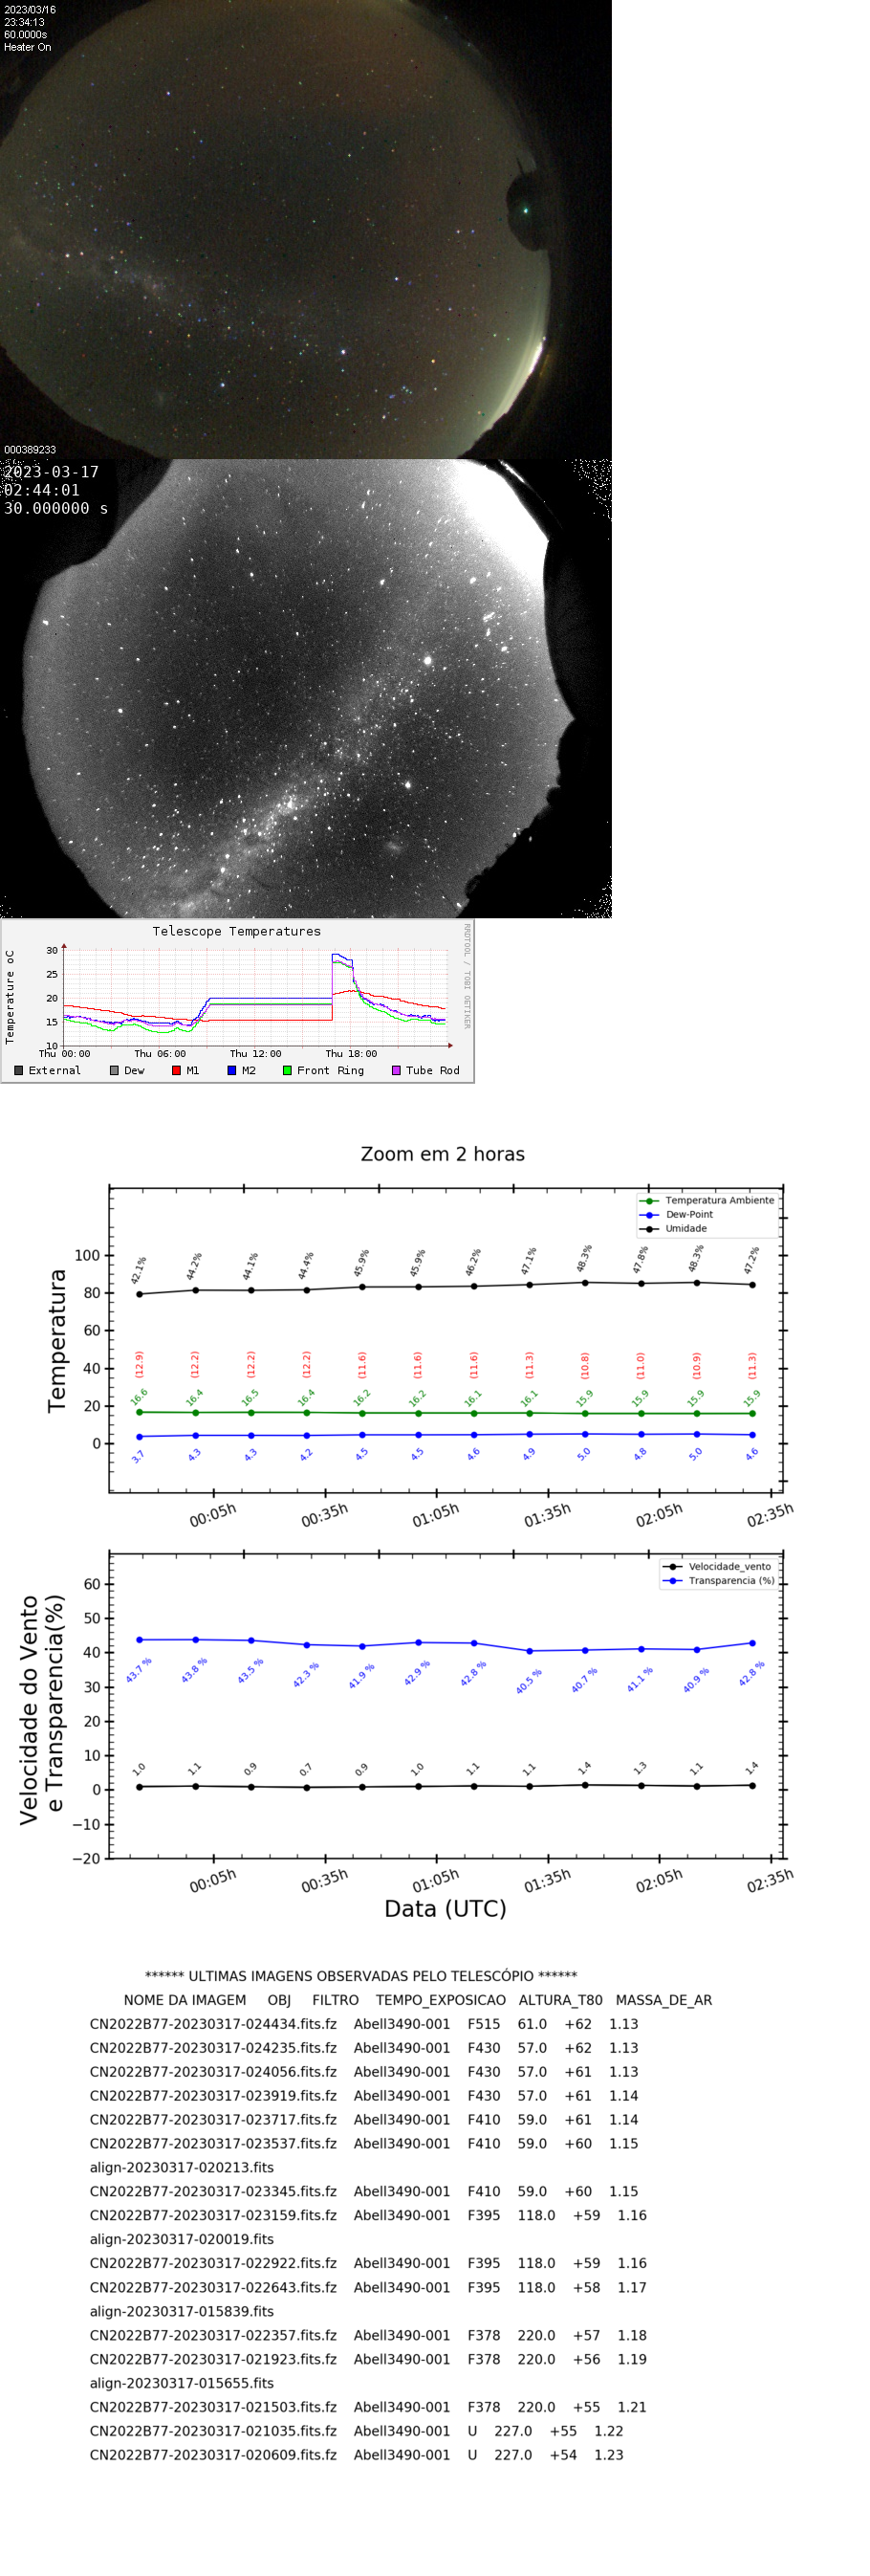 2023/03/16
23:34:13
60.0000s
Heater On
000389233
2023-03-17
02:44:01
30.000000 s
Telescope Temperatures
RRDTOOL / TOBI OETIKER
Temperature oC
30
25
20
15
10
Thu 00:00 Thu 06:00 Thu 12:00 Thu 18:00
External Dew M1 M2 Front Ring Tube Rod
Zoom em 2 horas
Temperatura Ambiente
Dew-Point
Umidade
Temperatura
100
80
60
40
20
0
42.1% 44.2% 44.1% 44.4% 45.9% 45.9% 46.2% 47.1% 48.3% 47.8% 48.3% 47.2%
(12.9) (12.2) (12.2) (12.2) (11.6) (11.6) (11.6) (11.3) (10.8) (11.0) (10.9) (11.3)
16.6 16.4 16.5 16.4 16.2 16.2 16.1 16.1 15.9 15.9 15.9 15.9
3.7 4.3 4.3 4.2 4.5 4.5 4.6 4.9 5.0 4.8 5.0 4.6
00:05h 00:35h 01:05h 01:35h 02:05h 02:35h
Velocidade_vento
Transparencia (%)
Velocidade do Vento
e Transparencia(%)
60
50
40
30
20
10
0
−10
−20
43.7 % 43.8 % 43.5 % 42.3 % 41.9 % 42.9 % 42.8 % 40.5 % 40.7 % 41.1 % 40.9 % 42.8 %
1.0 1.1 0.9 0.7 0.9 1.0 1.1 1.1 1.4 1.3 1.1 1.4
00:05h 00:35h 01:05h 01:35h 02:05h 02:35h
Data (UTC)
****** ULTIMAS IMAGENS OBSERVADAS PELO TELESCÓPIO ******
NOME DA IMAGEM OBJ FILTRO TEMPO_EXPOSICAO ALTURA_T80 MASSA_DE_AR
CN2022B77-20230317-024434.fits.fz Abell3490-001 F515 61.0 +62 1.13
CN2022B77-20230317-024235.fits.fz Abell3490-001 F430 57.0 +62 1.13
CN2022B77-20230317-024056.fits.fz Abell3490-001 F430 57.0 +61 1.13
CN2022B77-20230317-023919.fits.fz Abell3490-001 F430 57.0 +61 1.14
CN2022B77-20230317-023717.fits.fz Abell3490-001 F410 59.0 +61 1.14
CN2022B77-20230317-023537.fits.fz Abell3490-001 F410 59.0 +60 1.15
align-20230317-020213.fits
CN2022B77-20230317-023345.fits.fz Abell3490-001 F410 59.0 +60 1.15
CN2022B77-20230317-023159.fits.fz Abell3490-001 F395 118.0 +59 1.16
align-20230317-020019.fits
CN2022B77-20230317-022922.fits.fz Abell3490-001 F395 118.0 +59 1.16
CN2022B77-20230317-022643.fits.fz Abell3490-001 F395 118.0 +58 1.17
align-20230317-015839.fits
CN2022B77-20230317-022357.fits.fz Abell3490-001 F378 220.0 +57 1.18
CN2022B77-20230317-021923.fits.fz Abell3490-001 F378 220.0 +56 1.19
align-20230317-015655.fits
CN2022B77-20230317-021503.fits.fz Abell3490-001 F378 220.0 +55 1.21
CN2022B77-20230317-021035.fits.fz Abell3490-001 U 227.0 +55 1.22
CN2022B77-20230317-020609.fits.fz Abell3490-001 U 227.0 +54 1.23